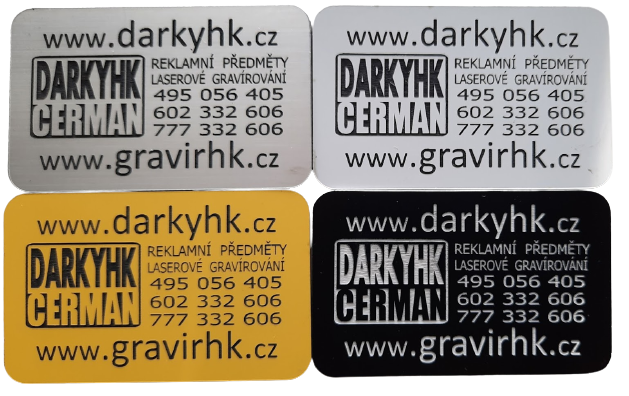 www.darkyhk.cz
DARKYHK
CERMAN
REKLAMNÍ PŘEDMĚTY
LASEROVÉ GRAVÍROVÁNÍ
495 056 405
602 332 606
777 332 606
www.gravirhk.cz
www.darkyhk.cz
DARKYHK
CERMAN
REKLAMNÍ PŘEDMĚTY
LASEROVÉ GRAVÍROVÁNÍ
495 056 405
602 332 606
777 332 606
www.gravirhk.cz
www.darkyhk.cz
DARKYHK
CERMAN
REKLAMNÍ PŘEDMĚTY
LASEROVÉ GRAVÍROVÁNÍ
495 056 405
602 332 606
777 332 606
www.gravirhk.cz
www.darkyhk.cz
DARKYHK
CERMAN
REKLAMNÍ PŘEDMĚTY
LASEROVÉ GRAVÍROVÁNÍ
495 056 405
602 332 606
777 332 606
www.gravirhk.cz